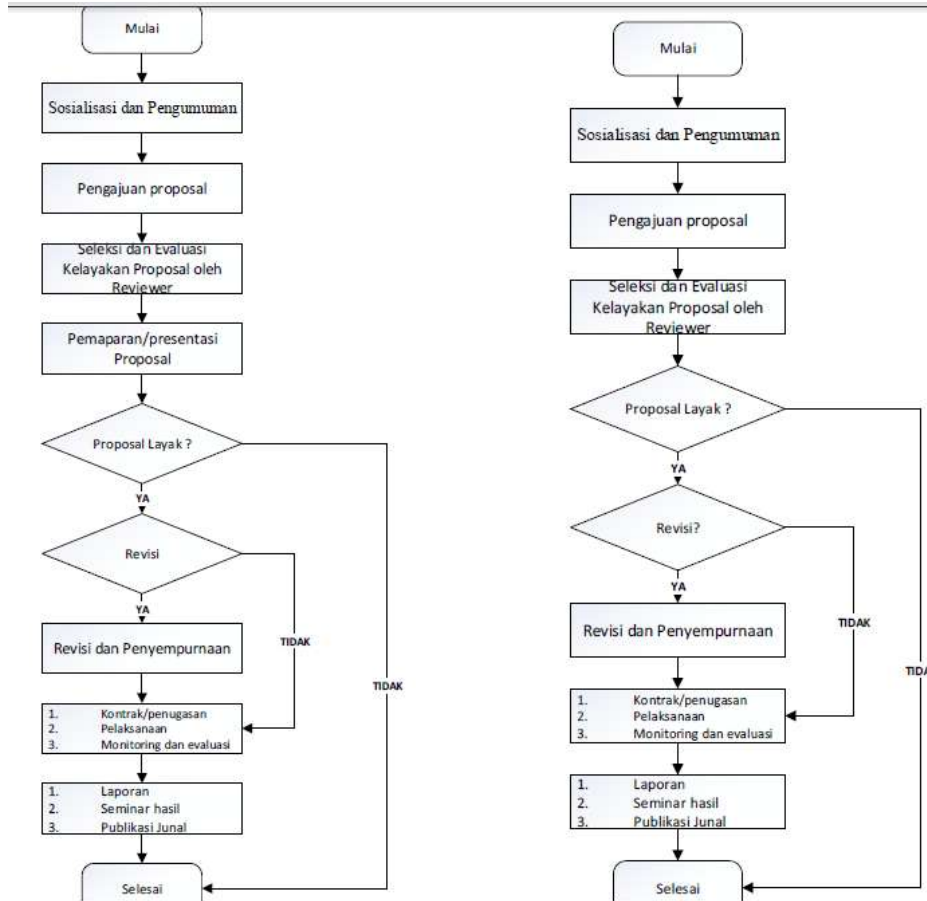 Mulai
Sosialisasi dan Pengumuman
Pengajuan proposal
Seleksi dan Evaluasi
Kelayakan Proposal oleh
Reviewer
Pemaparan/presentasi
Proposal
Proposal Layak ?
YA
Revisi
YA
Revisi dan Penyempurnaan
TIDAK
TIDAK
1. Kontrak/penugasan
2. Pelaksanaan
3. Monitoring dan evaluasi
1. Laporan
2. Seminar hasil
3. Publikasi Junal
Selesai
Mulai
Sosialisasi dan Pengumuman
Pengajuan proposal
Seleksi dan Evaluasi
Kelayakan Proposal oleh
Reviewer
Proposal Layak ?
YA
Revisi?
YA
Revisi dan Penyempurnaan
TIDAK
TIDA
1. Kontrak/penugasan
2. Pelaksanaan
3. Monitoring dan evaluasi
1. Laporan
2. Seminar hasil
3. Publikasi Junal
Selesai